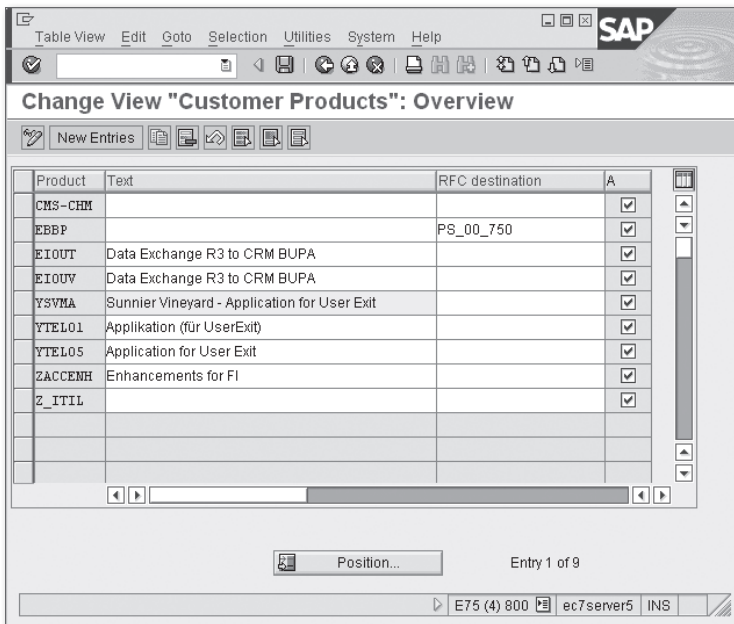 SAP
Table View Edit Goto Selection Utilities System Help
Change View "Customer Products": Overview
New Entries
Product Text RFC destination A
CMS-CHM
EBBP PS_00_750
EIOUT Data Exchange R3 to CRM BUPA
EIOUV Data Exchange R3 to CRM BUPA
YSVMA Sunnier Vineyard - Application for User Exit
YTEL01 Applikation (für UserExit)
YTEL05 Application for User Exit
ZACCENH Enhancements for FI
Z_ITIL
Position...
Entry 1 of 9
E75 (4) 800 ec7server5 INS